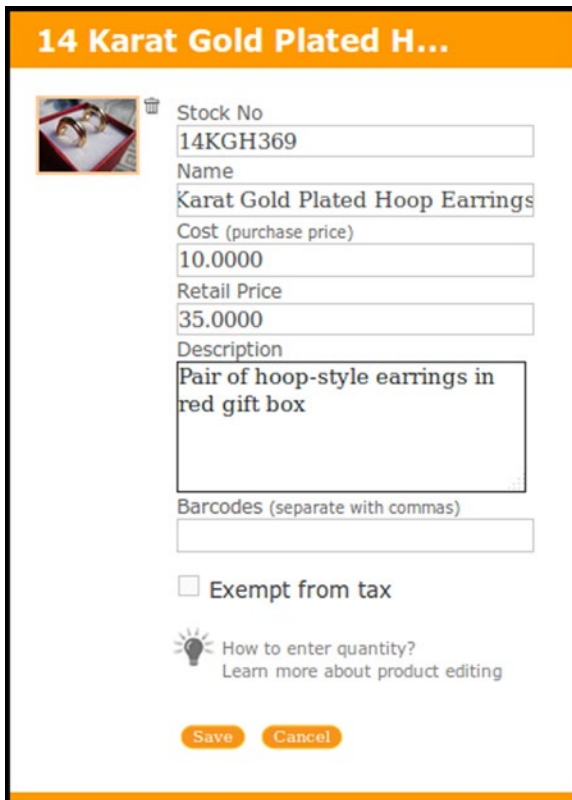 14 Karat Gold Plated H...
Stock No
14KGH369
Name
Karat Gold Plated Hoop Earrings
Cost (purchase price)
10.0000
Retail Price
35.0000
Description
Pair of hoop-style earrings in
red gift box
Barcodes (separate with commas)
Exempt from tax
How to enter quantity?
Learn more about product editing
Save Cancel